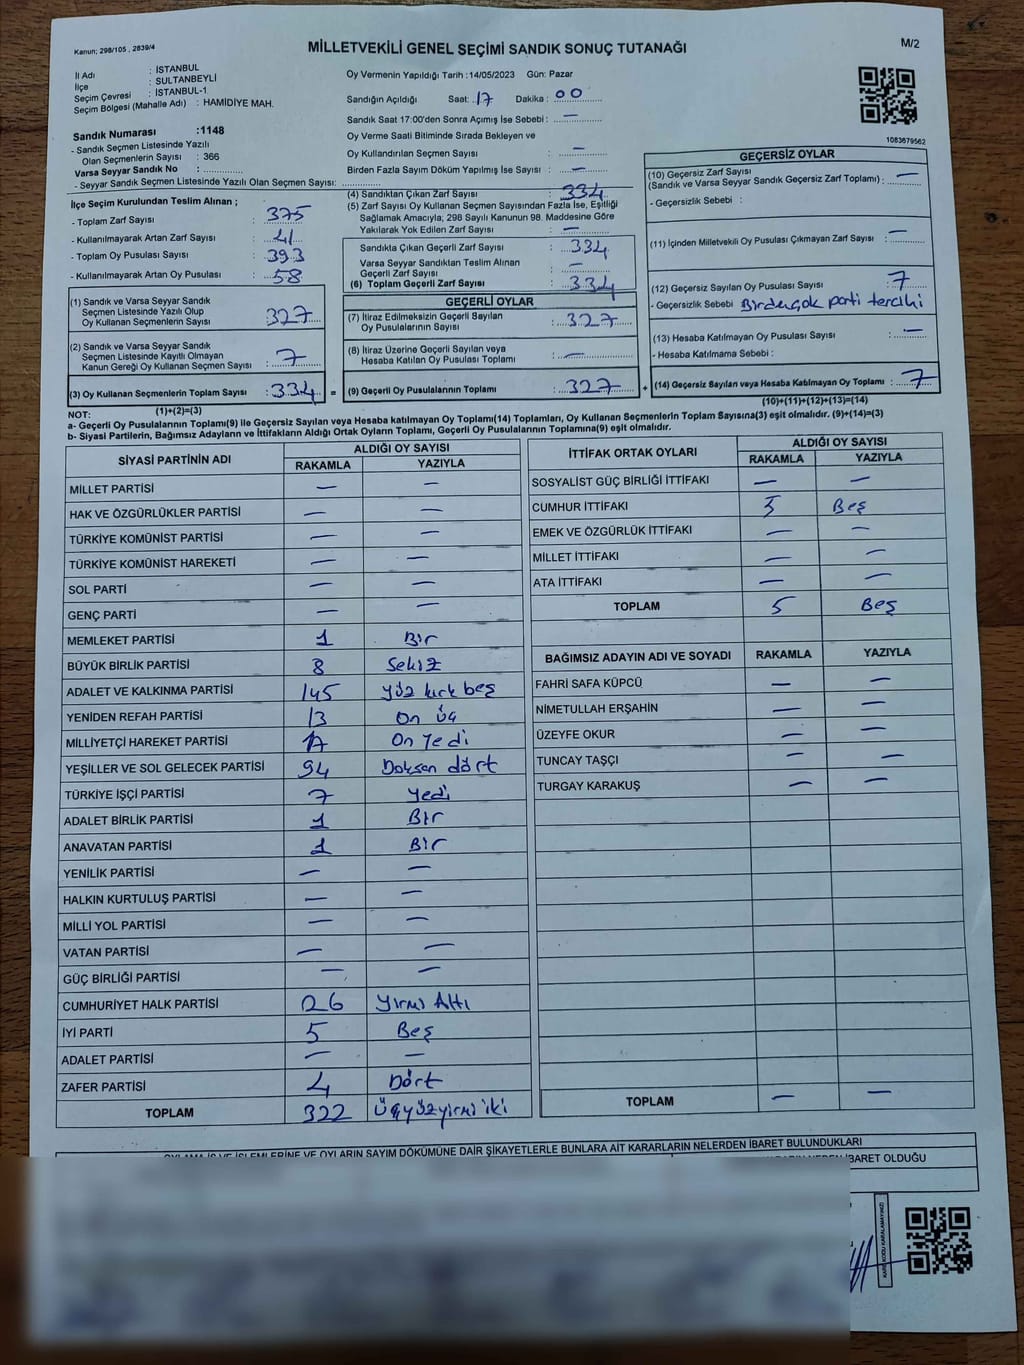 Kanun; 298/105 , 2839/4
MİLLETVEKİLİ GENEL SEÇİMİ SANDIK SONUÇ TUTANAĞI
M/2
İl Adı : İSTANBUL
İlçe : SULTANBEYLİ
Seçim Çevresi : İSTANBUL-1
Seçim Bölgesi (Mahalle Adı) : HAMİDİYE MAH.
Sandık Numarası :1148
- Sandık Seçmen Listesinde Yazılı
Olan Seçmenlerin Sayısı : 366
Varsa Seyyar Sandık No :
- Seyyar Sandık Seçmen Listesinde Yazılı Olan Seçmen Sayısı:
Oy Vermenin Yapıldığı Tarih :14/05/2023 Gün: Pazar
Sandığın Açıldığı Saat: 17 Dakika : 00
Sandık Saat 17:00'den Sonra Açımış İse Sebebi : —
Oy Verme Saati Bitiminde Sırada Bekleyen ve
Oy Kullandırılan Seçmen Sayısı : —
Birden Fazla Sayım Döküm Yapılmış İse Sayısı : —
1083679562
İlçe Seçim Kurulundan Teslim Alınan ;
- Toplam Zarf Sayısı : 375
- Kullanılmayarak Artan Zarf Sayısı : 41
- Toplam Oy Pusulası Sayısı : 393
- Kullanılmayarak Artan Oy Pusulası : 58
(4) Sandıktan Çıkan Zarf Sayısı : 334
(5) Zarf Sayısı Oy Kullanan Seçmen Sayısından Fazla İse, Eşitliği
Sağlamak Amacıyla; 298 Sayılı Kanunun 98. Maddesine Göre
Yakılarak Yok Edilen Zarf Sayısı : —
Sandıkla Çıkan Geçerli Zarf Sayısı : 334
Varsa Seyyar Sandıktan Teslim Alınan
Geçerli Zarf Sayısı : —
(6) Toplam Geçerli Zarf Sayısı : 334
GEÇERSİZ OYLAR
(10) Geçersiz Zarf Sayısı
(Sandık ve Varsa Seyyar Sandık Geçersiz Zarf Toplamı) : —
- Geçersizlik Sebebi :
(11) İçinden Milletvekili Oy Pusulası Çıkmayan Zarf Sayısı : —
(12) Geçersiz Sayılan Oy Pusulası Sayısı : 7
- Geçersizlik Sebebi Birdençok parti tercihi
(13) Hesaba Katılmayan Oy Pusulası Sayısı : —
- Hesaba Katılmama Sebebi :
(1) Sandık ve Varsa Seyyar Sandık
Seçmen Listesinde Yazılı Olup
Oy Kullanan Seçmenlerin Sayısı : 327
(2) Sandık ve Varsa Seyyar Sandık
Seçmen Listesinde Kayıtlı Olmayan
Kanun Gereği Oy Kullanan Seçmen Sayısı : 7
GEÇERLİ OYLAR
(7) İtiraz Edilmeksizin Geçerli Sayılan
Oy Pusulalarının Sayısı : 327
(8) İtiraz Üzerine Geçerli Sayılan veya
Hesaba Katılan Oy Pusulası Toplamı : —
(3) Oy Kullanan Seçmenlerin Toplam Sayısı : 334 = (9) Geçerli Oy Pusulalarının Toplamı : 327 + (14) Geçersiz Sayılan veya Hesaba Katılmayan Oy Toplamı : 7
(1)+(2)=(3)
(10)+(11)+(12)+(13)=(14)
NOT:
a- Geçerli Oy Pusulalarının Toplamı(9) ile Geçersiz Sayılan veya Hesaba katılmayan Oy Toplamı(14) Toplamları, Oy Kullanan Seçmenlerin Toplam Sayısına(3) eşit olmalıdır. (9)+(14)=(3)
b- Siyasi Partilerin, Bağımsız Adayların ve İttifakların Aldığı Ortak Oyların Toplamı, Geçerli Oy Pusulalarının Toplamına(9) eşit olmalıdır.
SİYASİ PARTİNİN ADI ALDIĞI OY SAYISI
RAKAMLA YAZIYLA
MİLLET PARTİSİ — —
HAK VE ÖZGÜRLÜKLER PARTİSİ — —
TÜRKİYE KOMÜNİST PARTİSİ — —
TÜRKİYE KOMÜNİST HAREKETİ — —
SOL PARTİ — —
GENÇ PARTİ — —
MEMLEKET PARTİSİ 1 Bir
BÜYÜK BİRLİK PARTİSİ 8 Sekiz
ADALET VE KALKINMA PARTİSİ 145 Yüz kırk beş
YENİDEN REFAH PARTİSİ 13 On üç
MİLLİYETÇİ HAREKET PARTİSİ 17 On Yedi
YEŞİLLER VE SOL GELECEK PARTİSİ 94 Doksan dört
TÜRKİYE İŞÇİ PARTİSİ 7 Yedi
ADALET BİRLİK PARTİSİ 1 Bir
ANAVATAN PARTİSİ 1 Bir
YENİLİK PARTİSİ — —
HALKIN KURTULUŞ PARTİSİ — —
MİLLİ YOL PARTİSİ — —
VATAN PARTİSİ — —
GÜÇ BİRLİĞİ PARTİSİ — —
CUMHURİYET HALK PARTİSİ 26 Yirmi Altı
İYİ PARTİ 5 Beş
ADALET PARTİSİ — —
ZAFER PARTİSİ 4 Dört
TOPLAM 322 Üçyüzyirmi iki
İTTİFAK ORTAK OYLARI ALDIĞI OY SAYISI
RAKAMLA YAZIYLA
SOSYALİST GÜÇ BİRLİĞİ İTTİFAKI — —
CUMHUR İTTİFAKI 5 Beş
EMEK VE ÖZGÜRLÜK İTTİFAKI — —
MİLLET İTTİFAKI — —
ATA İTTİFAKI — —
TOPLAM 5 Beş
BAĞIMSIZ ADAYIN ADI VE SOYADI RAKAMLA YAZIYLA
FAHRİ SAFA KÜPCÜ — —
NİMETULLAH ERŞAHİN — —
ÜZEYFE OKUR — —
TUNCAY TAŞÇI — —
TURGAY KARAKUŞ — —
TOPLAM — —
OYLAMA İŞ VE İŞLEMLERİNE VE OYLARIN SAYIM DÖKÜMÜNE DAİR ŞİKAYETLERLE BUNLARA AİT KARARLARIN NELERDEN İBARET BULUNDUKLARI
İBARET OLDUĞU
KARE KODU KARALAMAYINIZ!